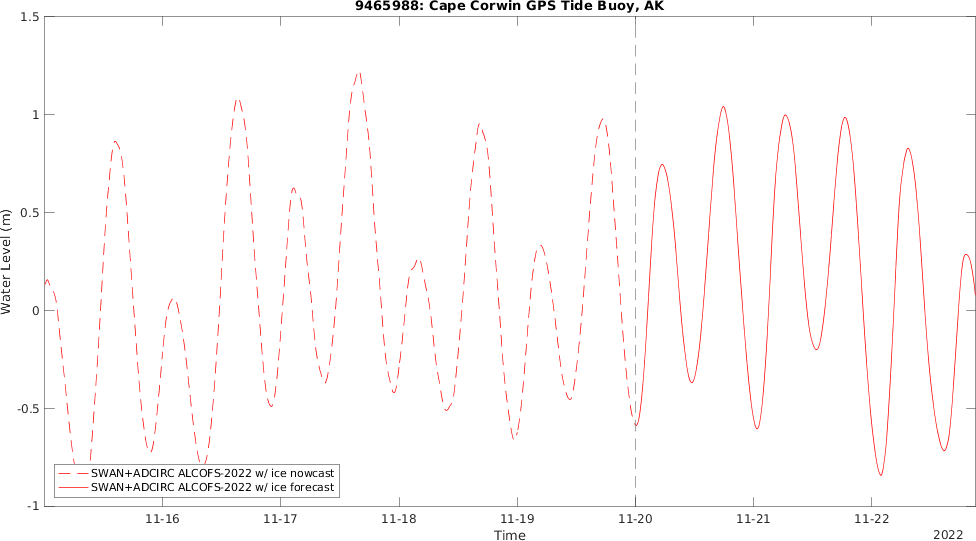 9465988: Cape Corwin GPS Tide Buoy, AK
Water Level (m)
1.5
1
0.5
0
-0.5
-1
SWAN+ADCIRC ALCOFS-2022 w/ ice nowcast
SWAN+ADCIRC ALCOFS-2022 w/ ice forecast
11-16 11-17 11-18 11-19 11-20 11-21 11-22
Time
2022